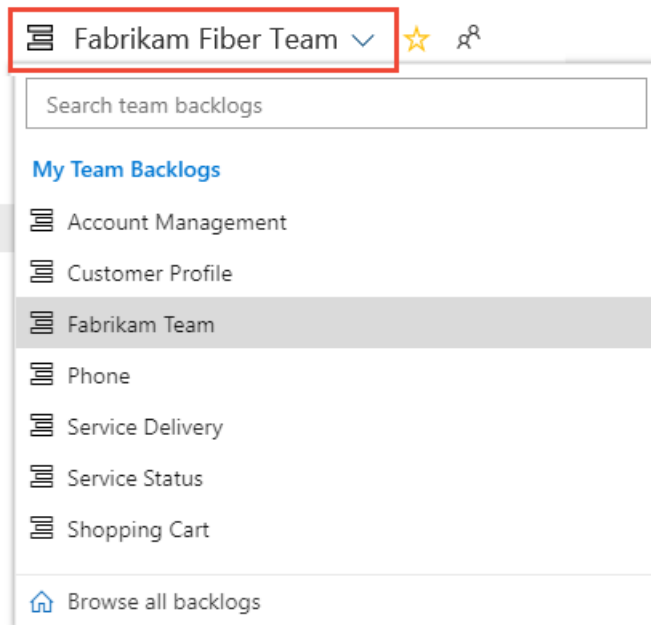 Fabrikam Fiber Team
Search team backlogs
My Team Backlogs
Account Management
Customer Profile
Fabrikam Team
Phone
Service Delivery
Service Status
Shopping Cart
Browse all backlogs